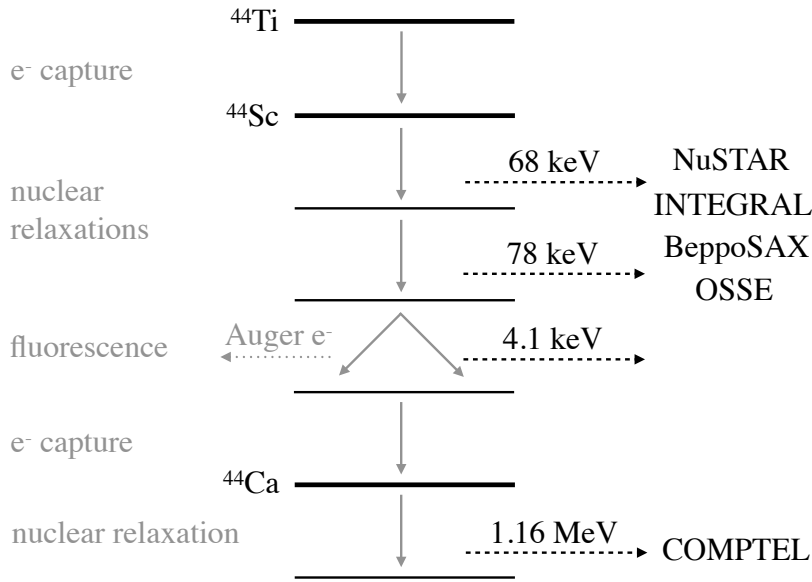 ⁴⁴Ti
e⁻ capture
⁴⁴Sc
68 keV
NuSTAR
nuclear
relaxations
INTEGRAL
78 keV
BeppoSAX
OSSE
fluorescence
Auger e⁻
4.1 keV
e⁻ capture
⁴⁴Ca
nuclear relaxation
1.16 MeV
COMPTEL